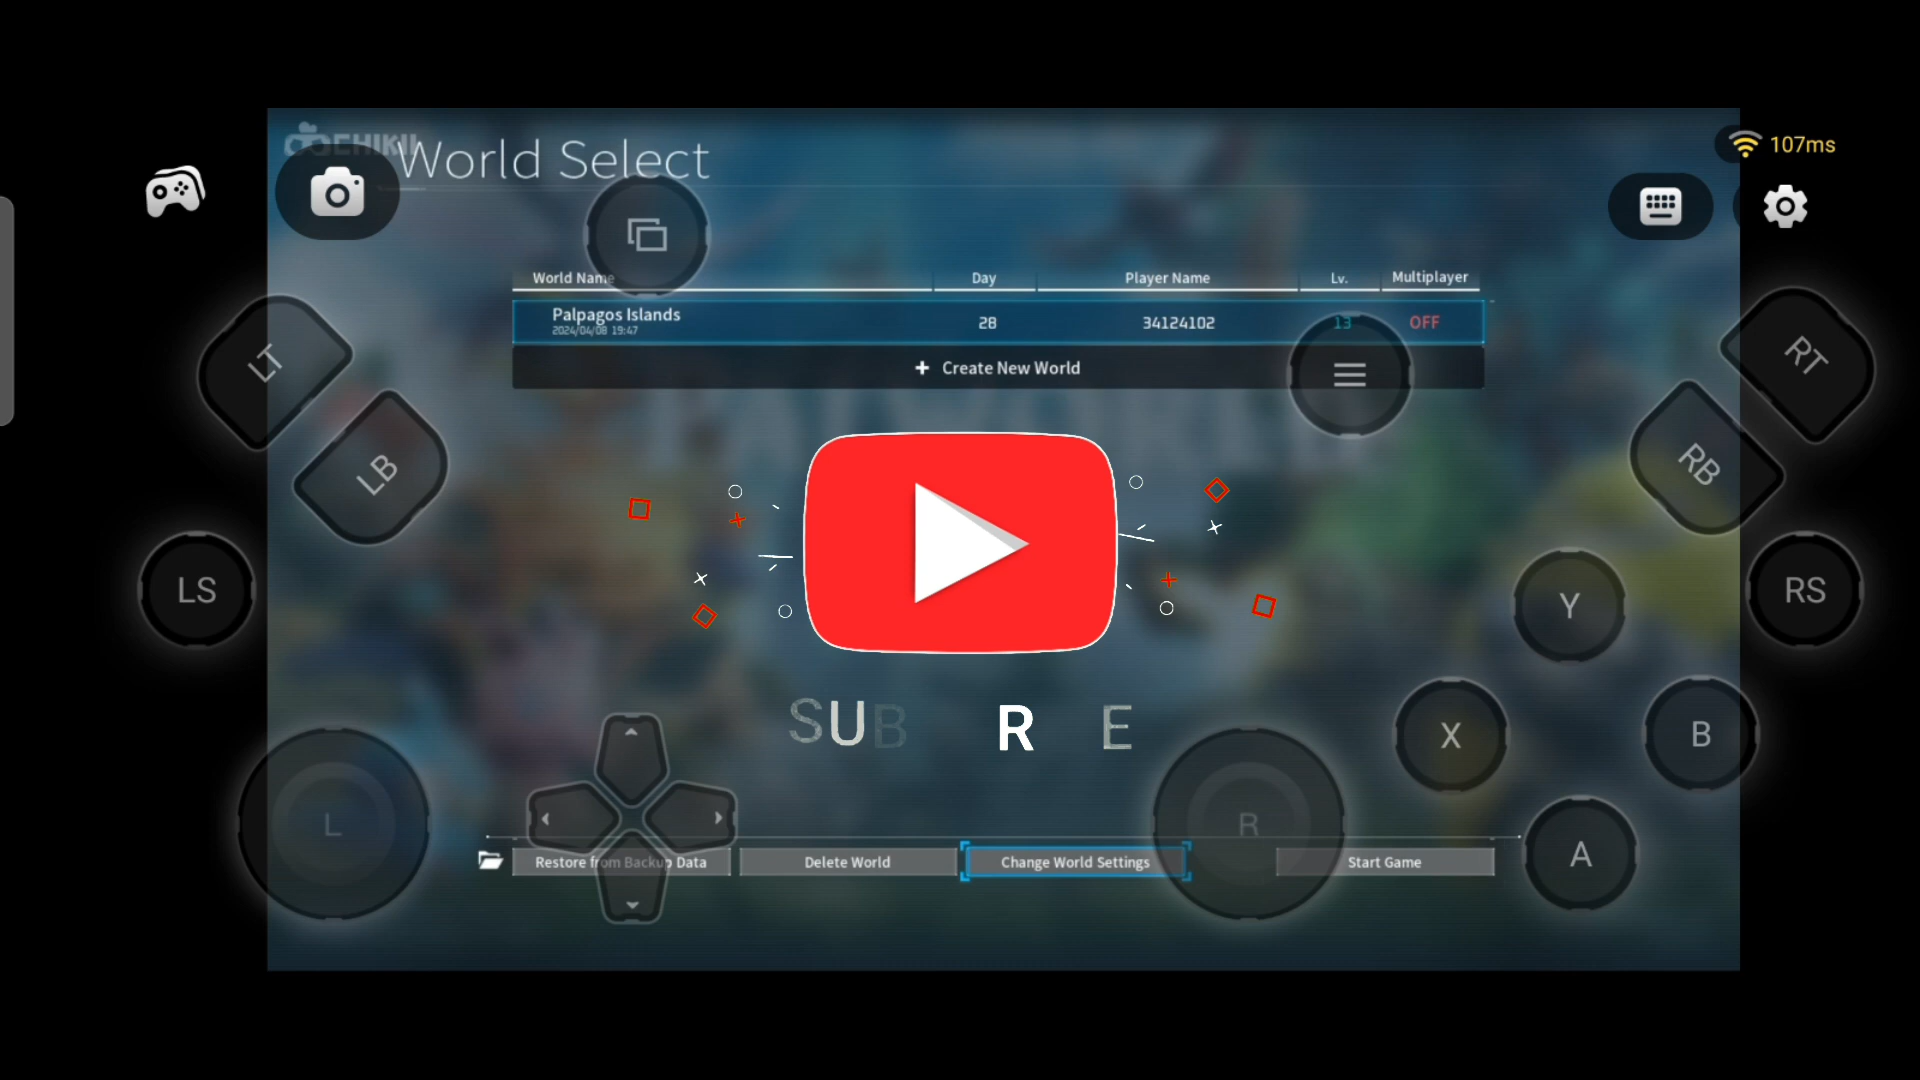 CHIKII
World Select
107ms
World Name Day Player Name Lv. Multiplayer
Palpagos Islands 28 34124102 13 OFF
2024/04/08 19:47
+ Create New World
LT
RT
LB
RB
LS
RS
Y
SUB R E
X
B
L
R
A
Restore from Backup Data Delete World Change World Settings Start Game